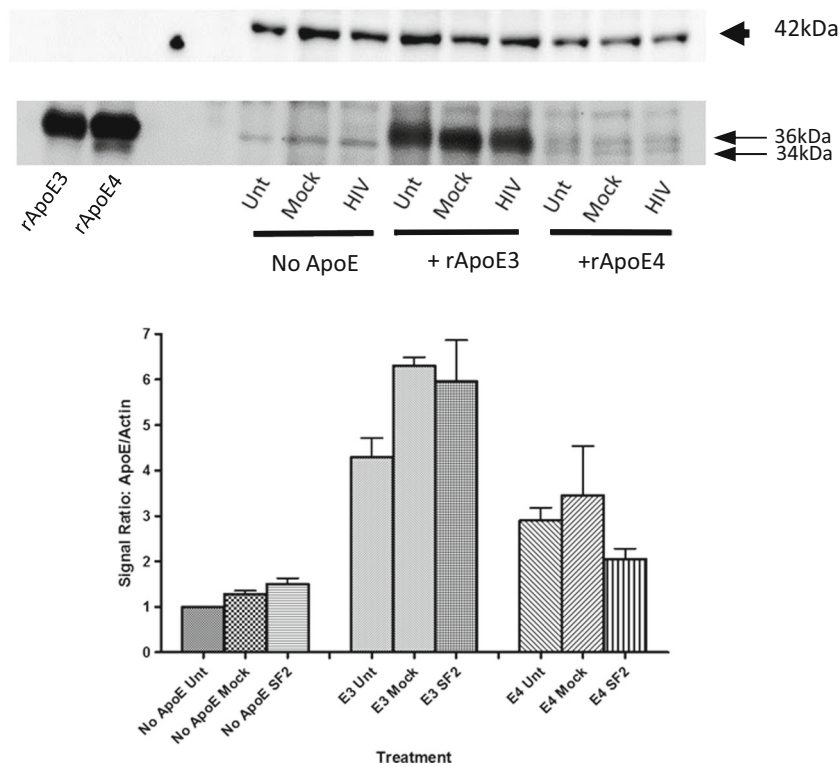 42kDa
36kDa
34kDa
rApoE3
rApoE4
Unt
Mock
HIV
Unt
Mock
HIV
Unt
Mock
HIV
No ApoE
+ rApoE3
+rApoE4
7
6
5
4
3
2
1
0
Signal Ratio: ApoE/Actin
No ApoE Unt
No ApoE Mock
No ApoE SF2
E3 Unt
E3 Mock
E3 SF2
E4 Unt
E4 Mock
E4 SF2
Treatment